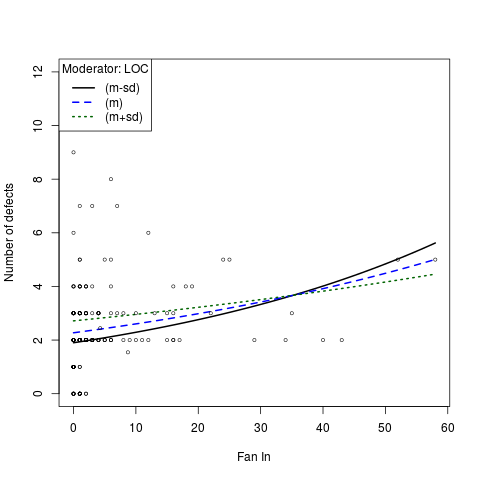 Moderator: LOC
(m-sd)
(m)
(m+sd)
Number of defects
12
10
8
6
4
2
0
0 10 20 30 40 50 60
Fan In